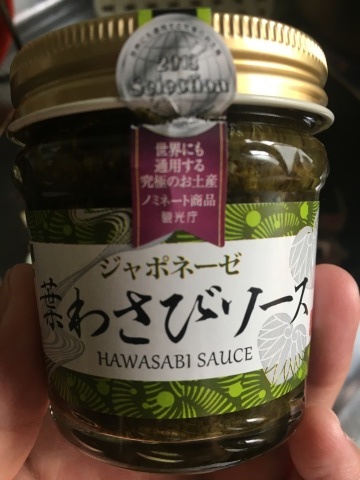 2018
Selection
世界にも
通用する
究極のお土産
ノミネート商品
観光庁
ジャポネーゼ
葉わさびソース
HAWASABI SAUCE